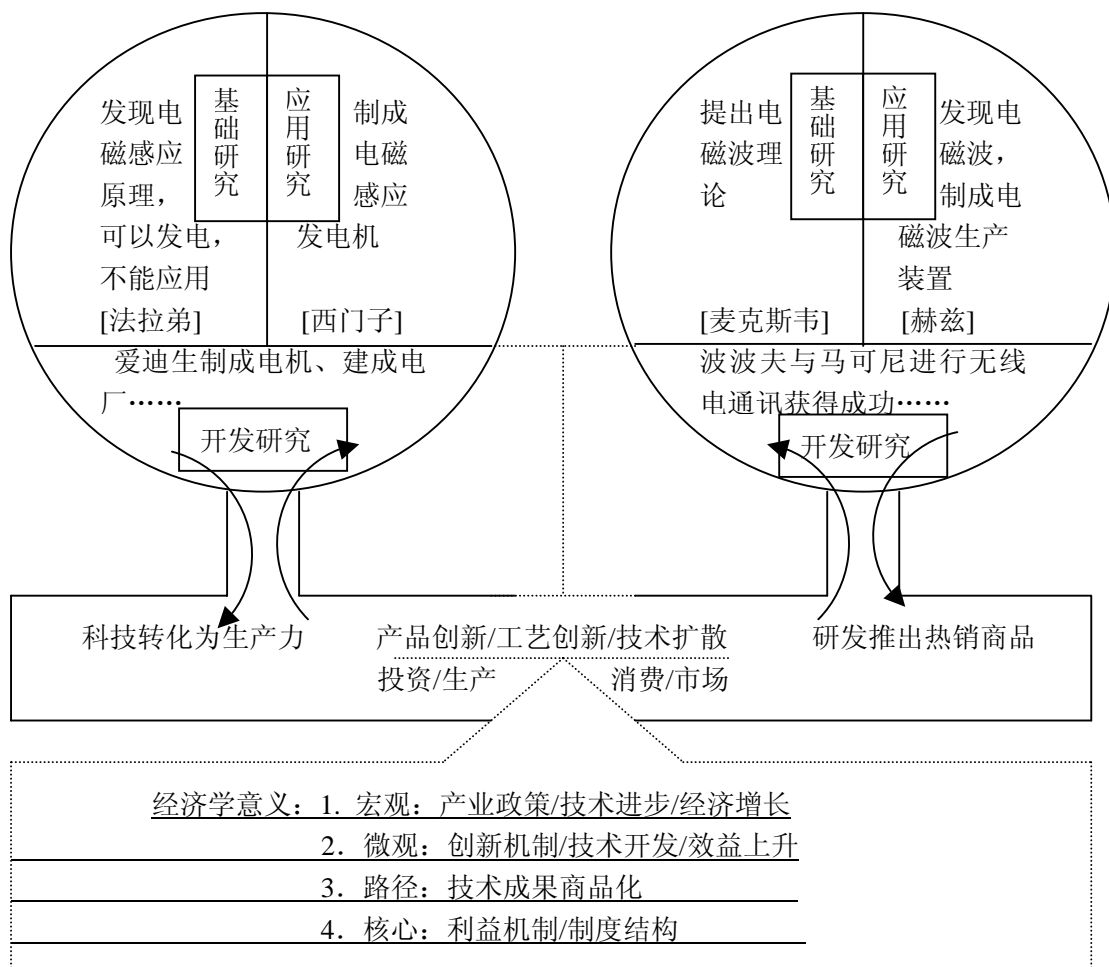 发现电
磁感应
原理，
可以发电，
不能应用
[法拉弟]
基础研究
应用研究
制成
电磁
感应
发电机
[西门子]
爱迪生制成电机、建成电
厂……
开发研究
提出电
磁波理
论
[麦克斯韦]
基础研究
应用研究
发现电
磁波，
制成电
磁波生产
装置
[赫兹]
波波夫与马可尼进行无线
电通讯获得成功……
开发研究
科技转化为生产力
产品创新/工艺创新/技术扩散
研发推出热销商品
投资/生产
消费/市场
经济学意义：1. 宏观：产业政策/技术进步/经济增长
2．微观：创新机制/技术开发/效益上升
3．路径：技术成果商品化
4．核心：利益机制/制度结构